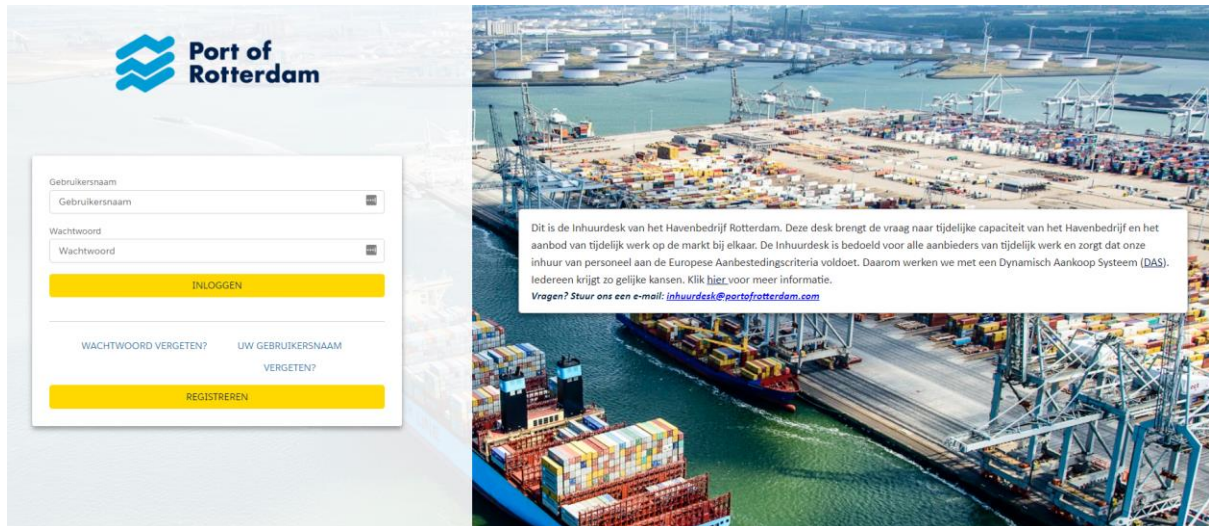 Port of
Rotterdam
Gebruikersnaam
Gebruikersnaam
Wachtwoord
Wachtwoord
INLOGGEN
WACHTWOORD VERGETEN?
UW GEBRUIKERSNAAM
VERGETEN?
REGISTREREN
Dit is de Inhuurdesk van het Havenbedrijf Rotterdam. Deze desk brengt de vraag naar tijdelijke capaciteit van het Havenbedrijf en het
aanbod van tijdelijk werk op de markt bij elkaar. De Inhuurdesk is bedoeld voor alle aanbieders van tijdelijk werk en zorgt dat onze
inhuur van personeel aan de Europese Aanbestedingscriteria voldoet. Daarom werken we met een Dynamisch Aankoop Systeem (DAS).
Iedereen krijgt zo gelijke kansen. Klik hier voor meer informatie.
Vragen? Stuur ons een e-mail: inhuurdesk@portofrotterdam.com